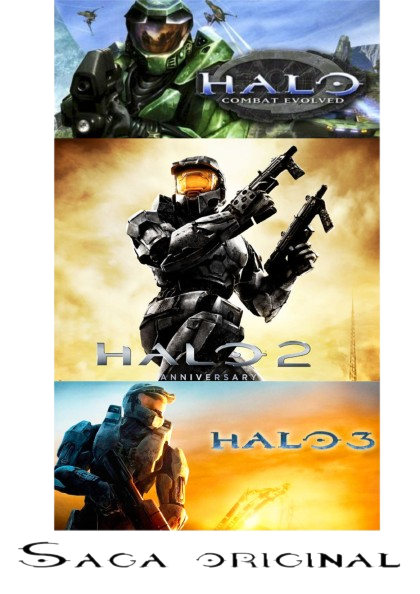 HALO
COMBAT EVOLVED
HALO 2
ANNIVERSARY
HALO 3
SAGA ORIGINAL